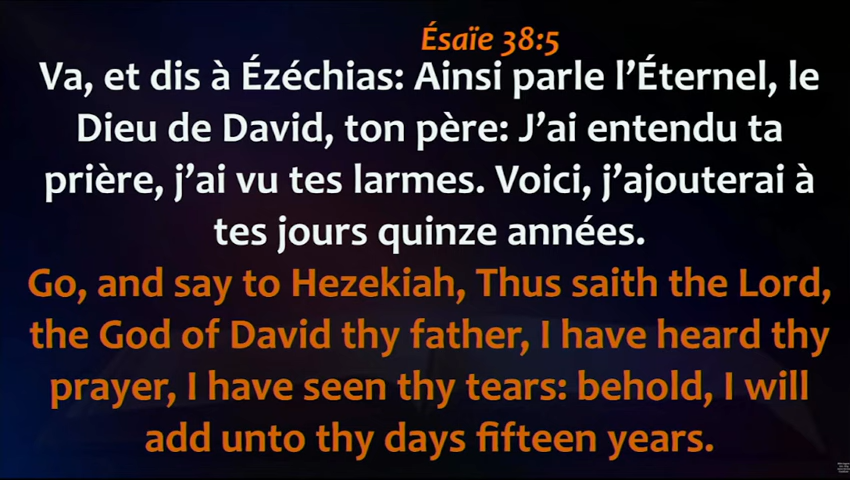 Ésaïe 38:5
Va, et dis à Ézéchias: Ainsi parle l’Éternel, le
Dieu de David, ton père: J’ai entendu ta
prière, j’ai vu tes larmes. Voici, j’ajouterai à
tes jours quinze années.
Go, and say to Hezekiah, Thus saith the Lord,
the God of David thy father, I have heard thy
prayer, I have seen thy tears: behold, I will
add unto thy days fifteen years.